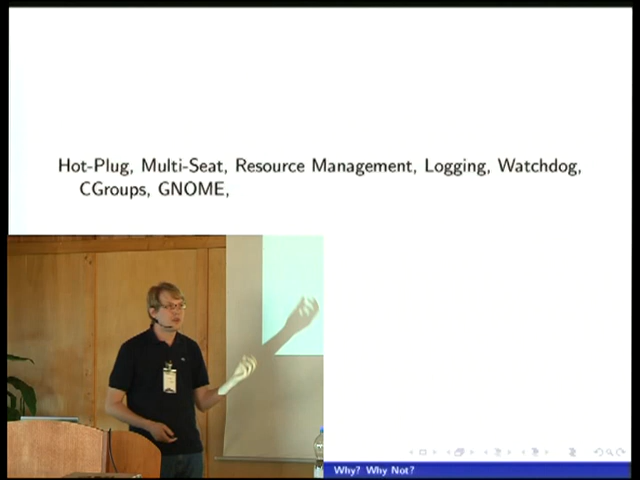 Hot-Plug, Multi-Seat, Resource Management, Logging, Watchdog,
CGroups, GNOME,
Why? Why Not?